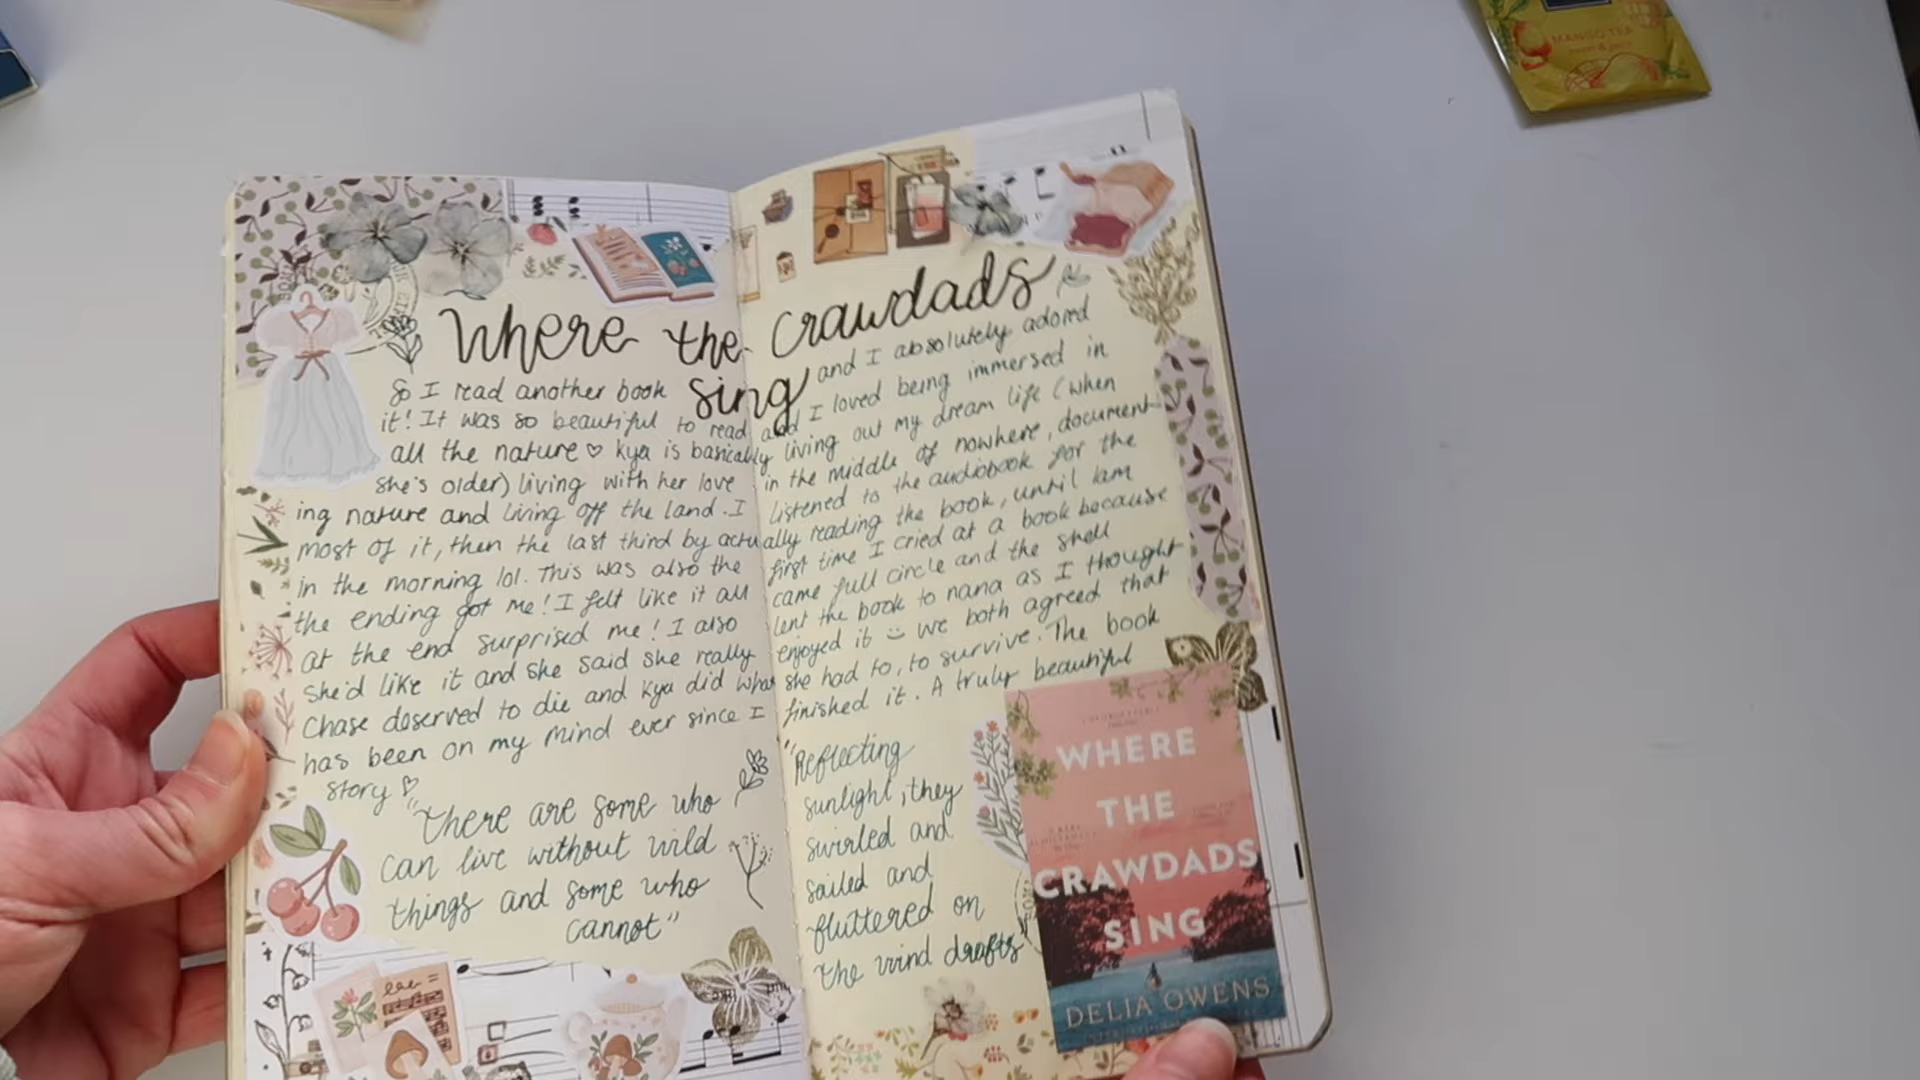 MANGO TEA
Where the Crawdads
sing
So I read another book and I absolutely adored
it! It was so beautiful to read and I loved being immersed in
all the nature ♡ kya is basically living out my dream life (when
she's older) living with her love in the middle of nowhere, document-
ing nature and living off the land. I listened to the audiobook for the
most of it, then the last third by actually reading the book, until 1am
in the morning lol. This was also the first time I cried at a book because
the ending got me! I felt like it all came full circle and the shell
at the end surprised me! I also lent the book to nana as I thought
she'd like it and she said she really enjoyed it :) we both agreed that
Chase deserved to die and kya did what she had to, to survive. The book
has been on my mind ever since I finished it. A truly beautiful
story ♡
"There are some who
can live without wild
things and some who
cannot"
"Reflecting
sunlight, they
swirled and
sailed and
fluttered on
the wind drafts"
WHERE
THE
CRAWDADS
SING
DELIA OWENS